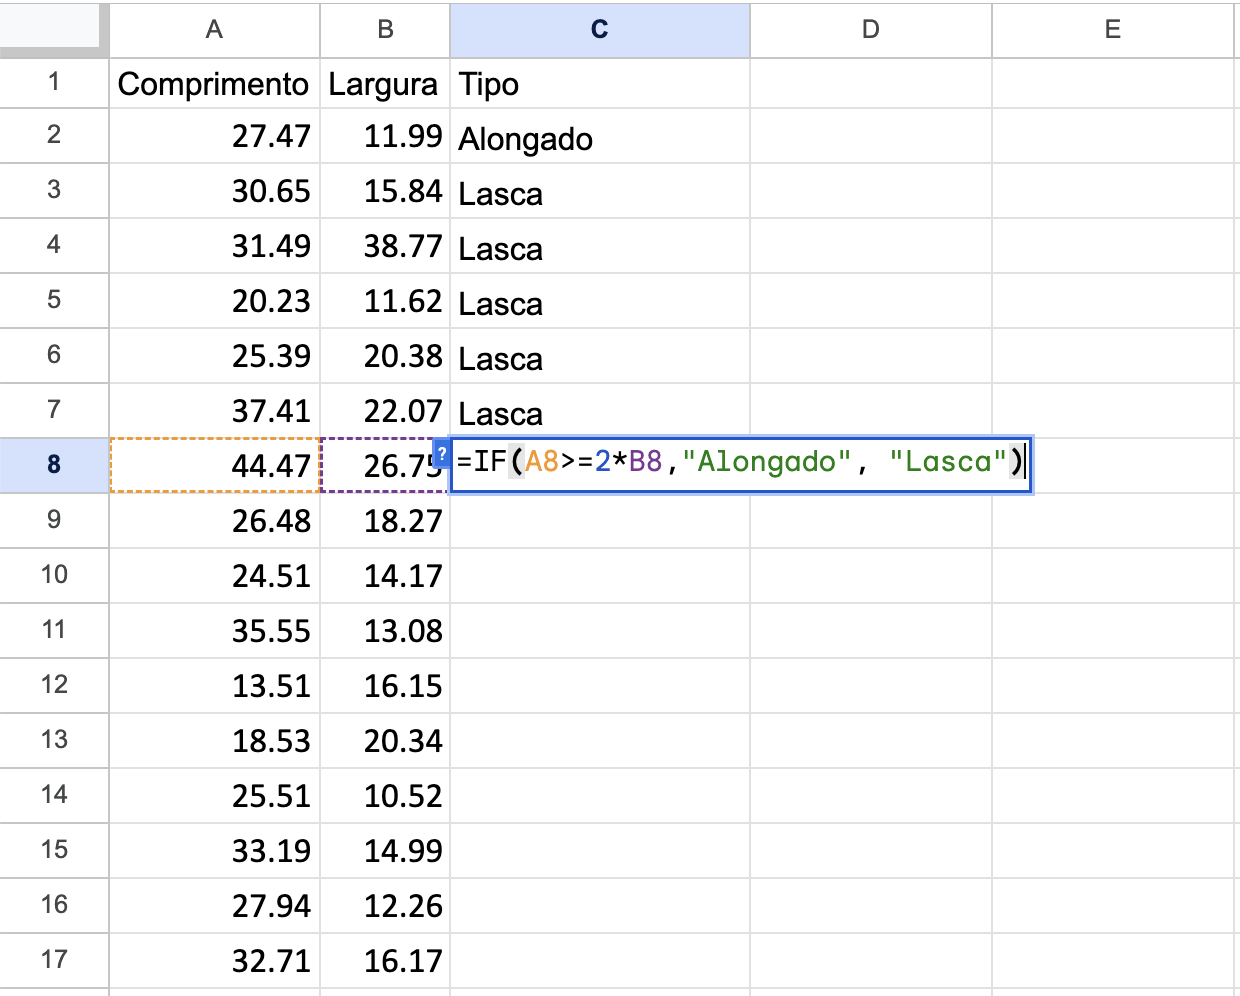 A B C D E
1 Comprimento Largura Tipo
2 27.47 11.99 Alongado
3 30.65 15.84 Lasca
4 31.49 38.77 Lasca
5 20.23 11.62 Lasca
6 25.39 20.38 Lasca
7 37.41 22.07 Lasca
8 44.47 26.75 ? =IF(A8>=2*B8,"Alongado", "Lasca")
9 26.48 18.27
10 24.51 14.17
11 35.55 13.08
12 13.51 16.15
13 18.53 20.34
14 25.51 10.52
15 33.19 14.99
16 27.94 12.26
17 32.71 16.17